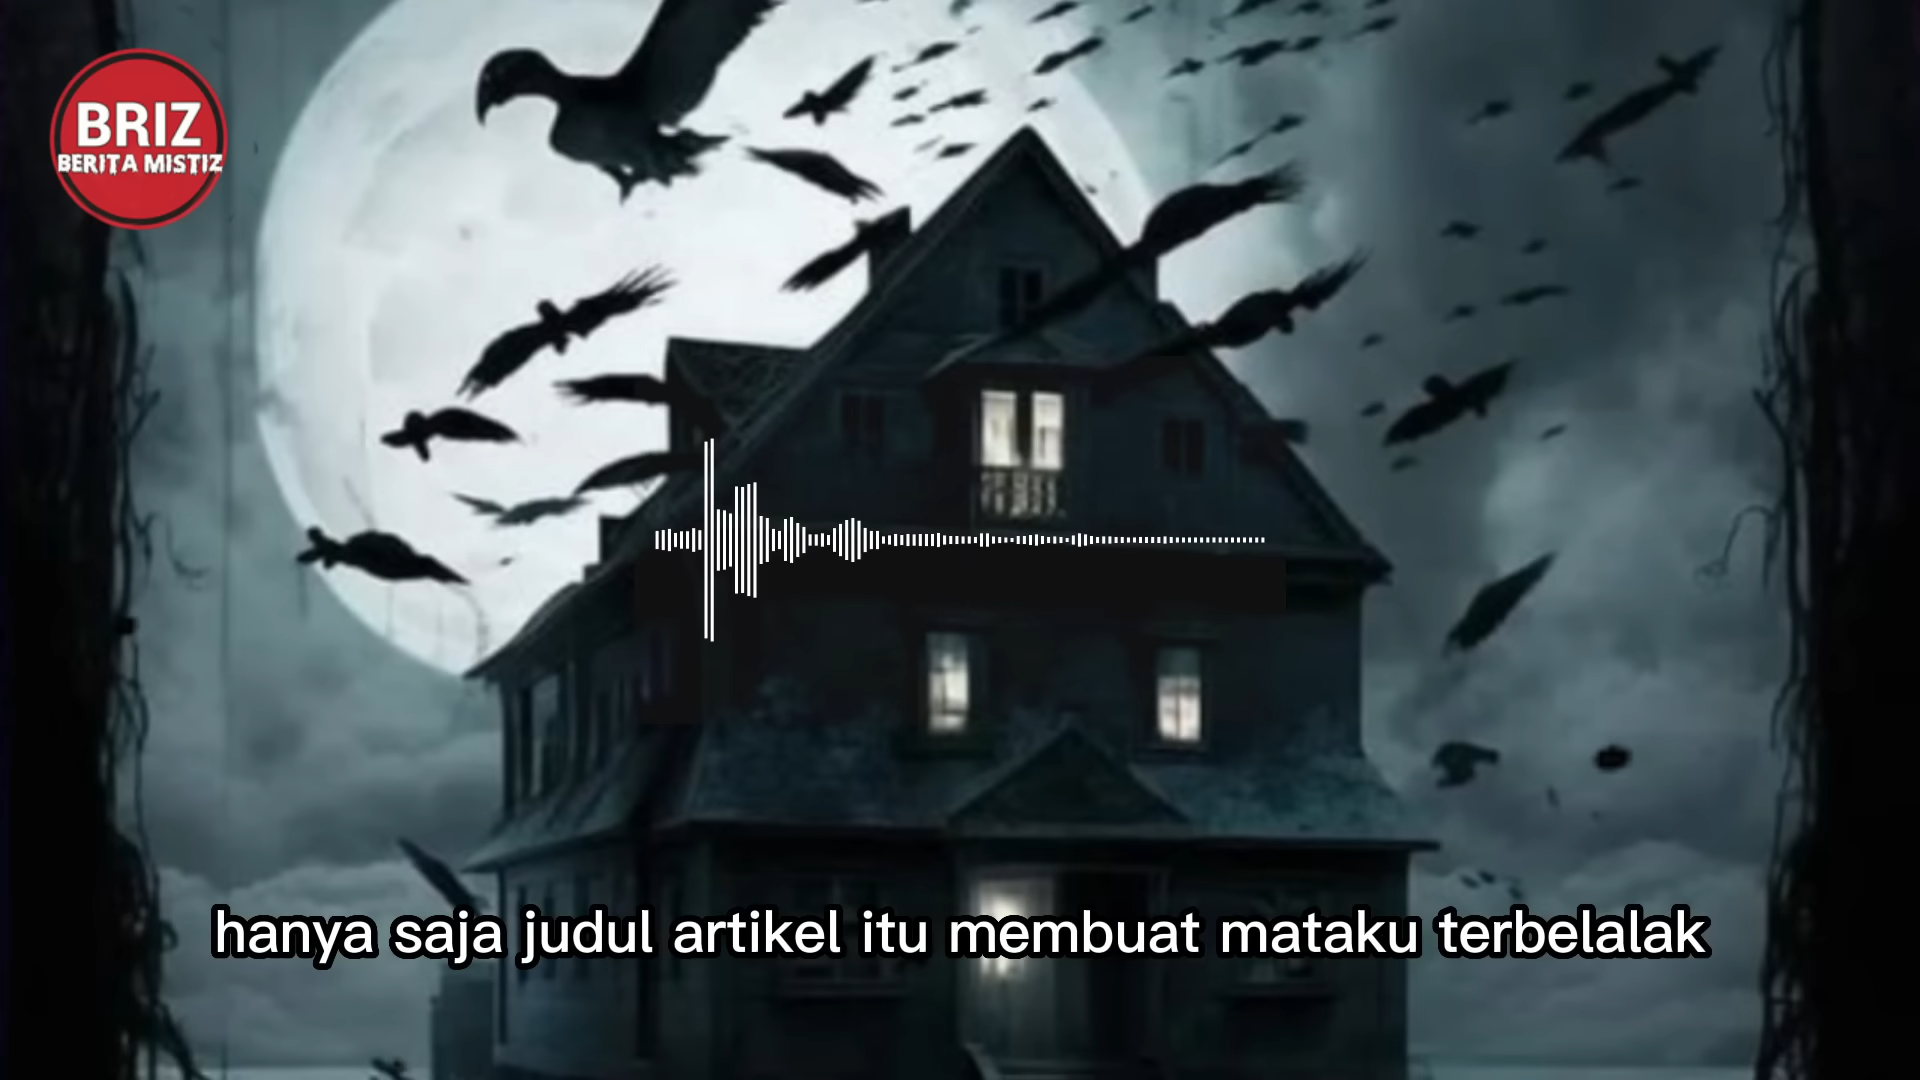 BRIZ
BERITA MISTIZ
hanya saja judul artikel itu membuat mataku terbelalak